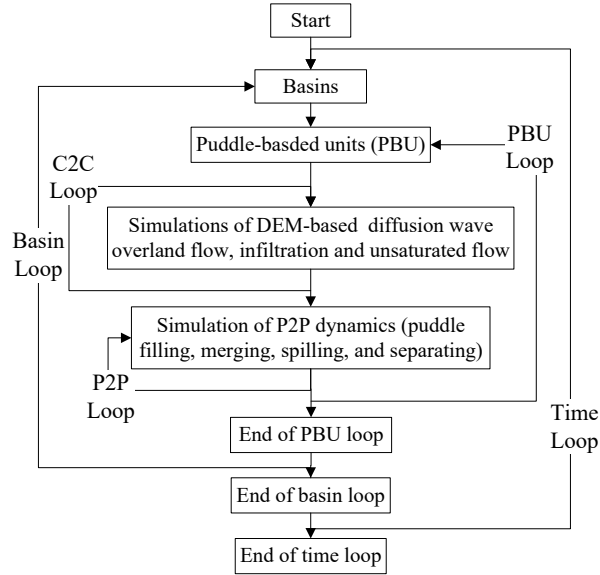 Start
Basins
Puddle-basded units (PBU)
PBU
Loop
C2C
Loop
Simulations of DEM-based diffusion wave
overland flow, infiltration and unsaturated flow
Basin
Loop
Simulation of P2P dynamics (puddle
filling, merging, spilling, and separating)
P2P
Loop
Time
Loop
End of PBU loop
End of basin loop
End of time loop